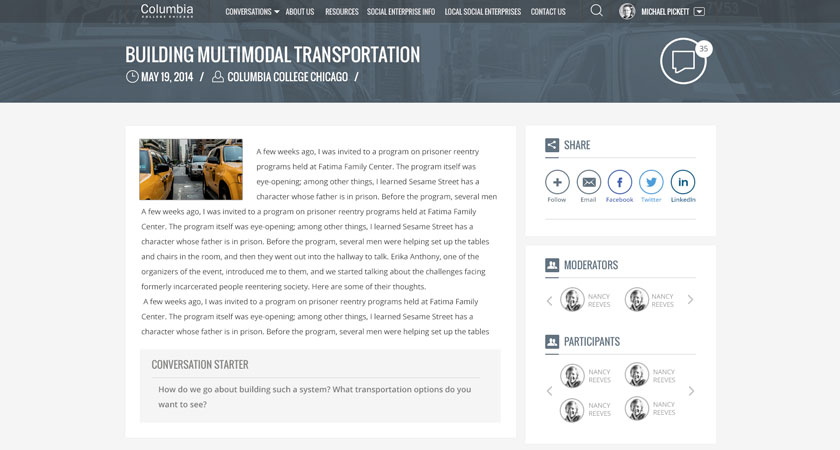 Columbia
COLLEGE CHICAGO
CONVERSATIONS ABOUT US RESOURCES SOCIAL ENTERPRISE INFO LOCAL SOCIAL ENTERPRISES CONTACT US
MICHAEL PICKETT
BUILDING MULTIMODAL TRANSPORTATION
35
MAY 19, 2014 / COLUMBIA COLLEGE CHICAGO /
A few weeks ago, I was invited to a program on prisoner reentry
programs held at Fatima Family Center. The program itself was
eye-opening; among other things, I learned Sesame Street has a
character whose father is in prison. Before the program, several men
A few weeks ago, I was invited to a program on prisoner reentry programs held at Fatima Family
Center. The program itself was eye-opening; among other things, I learned Sesame Street has a
character whose father is in prison. Before the program, several men were helping set up the tables
and chairs in the room, and then they went out into the hallway to talk. Erika Anthony, one of the
organizers of the event, introduced me to them, and we started talking about the challenges facing
formerly incarcerated people reentering society. Here are some of their thoughts.
A few weeks ago, I was invited to a program on prisoner reentry programs held at Fatima Family
Center. The program itself was eye-opening; among other things, I learned Sesame Street has a
character whose father is in prison. Before the program, several men were helping set up the tables
CONVERSATION STARTER
How do we go about building such a system? What transportation options do you
want to see?
SHARE
Follow Email Facebook Twitter LinkedIn
MODERATORS
NANCY REEVES
NANCY REEVES
PARTICIPANTS
NANCY REEVES
NANCY REEVES
NANCY REEVES
NANCY REEVES